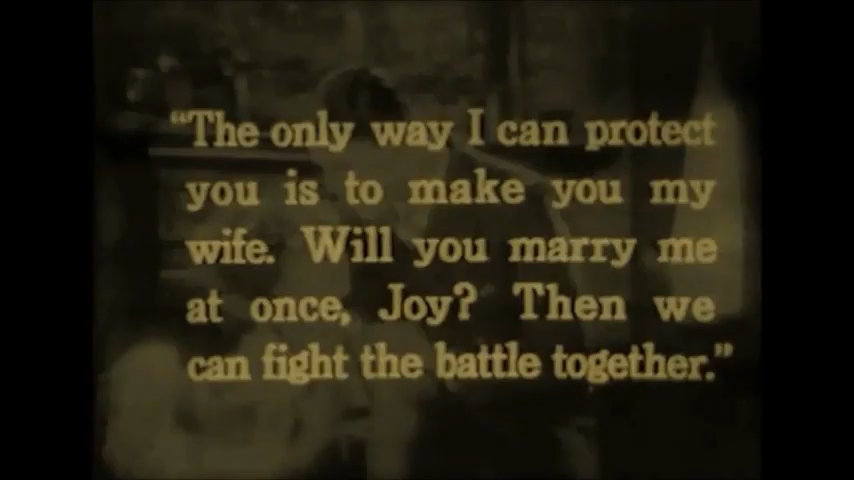 “The only way I can protect
you is to make you my
wife. Will you marry me
at once, Joy? Then we
can fight the battle together.”